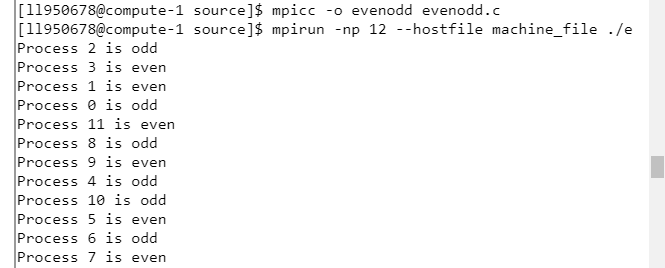 [ll950678@compute-1 source]$ mpicc -o evenodd evenodd.c
[ll950678@compute-1 source]$ mpirun -np 12 --hostfile machine_file ./e
Process 2 is odd
Process 3 is even
Process 1 is even
Process 0 is odd
Process 11 is even
Process 8 is odd
Process 9 is even
Process 4 is odd
Process 10 is odd
Process 5 is even
Process 6 is odd
Process 7 is even